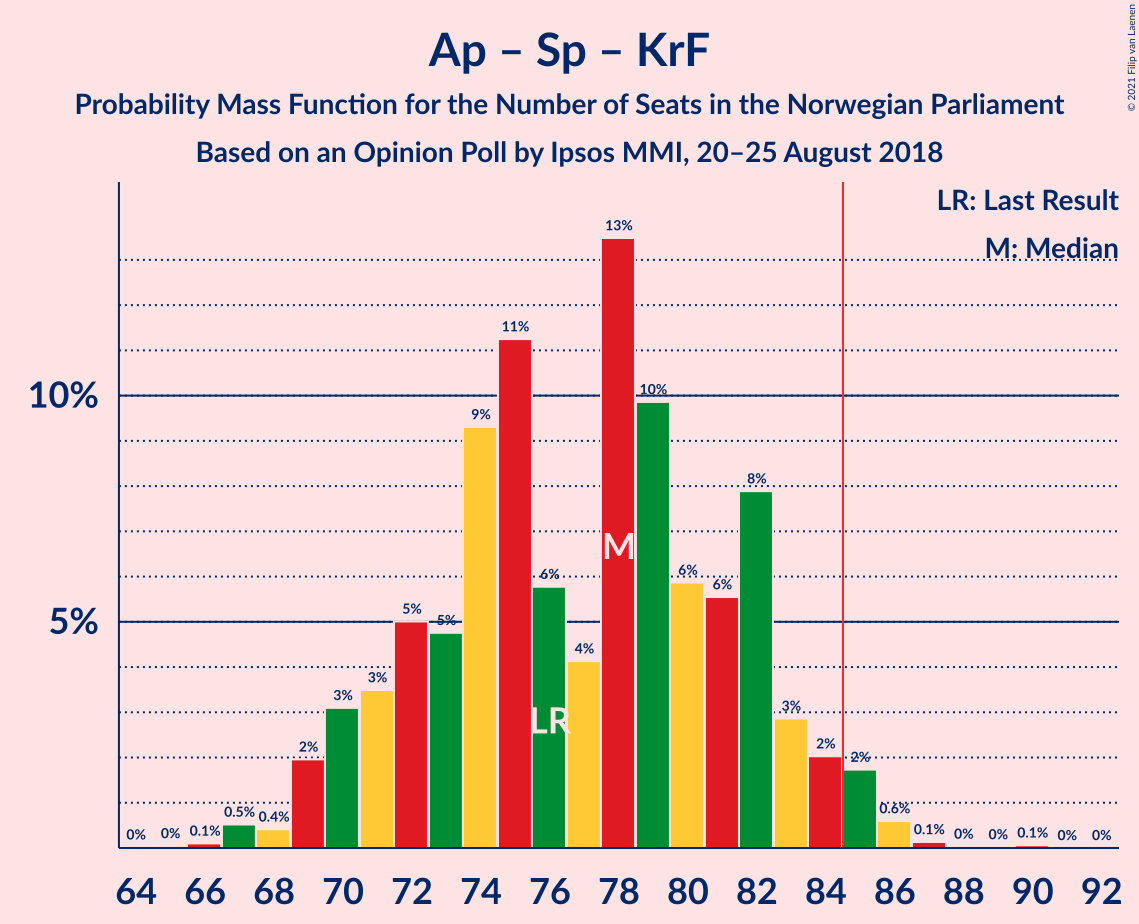 © 2021 Filip van Laenen
Ap – Sp – KrF
Probability Mass Function for the Number of Seats in the Norwegian Parliament
Based on an Opinion Poll by Ipsos MMI, 20–25 August 2018
LR: Last Result
M: Median
10%
5%
0% 0% 0.1% 0.5% 0.4% 2% 3% 3% 5% 5% 9% 11% 6% 4% 13% 10% 6% 6% 8% 3% 2% 2% 0.6% 0.1% 0% 0% 0.1% 0% 0%
M
LR
64 66 68 70 72 74 76 78 80 82 84 86 88 90 92